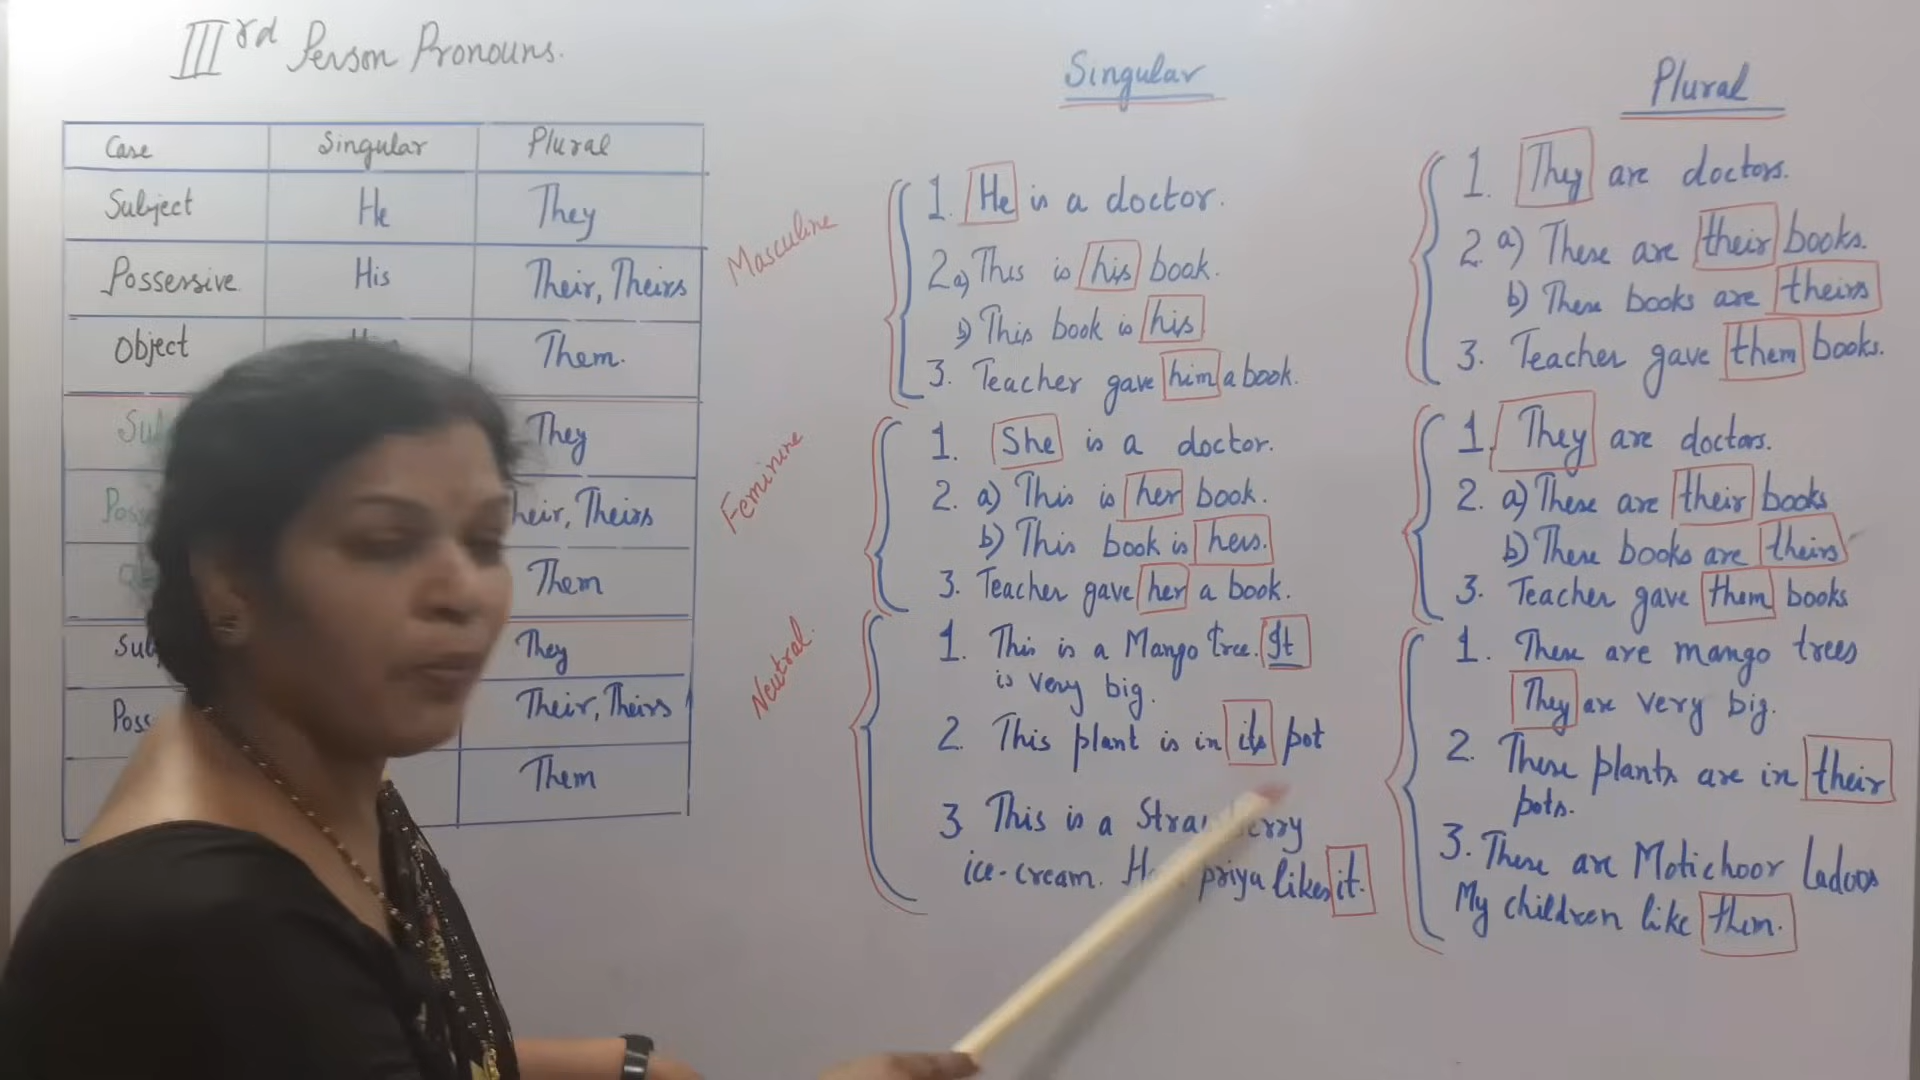 IIIrd Person Pronouns.
Case Singular Plural
Subject He They
Possessive His Their, Theirs
Object Them.
They
Theirs
Them
They
Their, Theirs
Them
Masculine
Feminine
Neutral.
Singular
1. He is a doctor.
2a) This is his book.
b) This book is his
3. Teacher gave him a book.
1. She is a doctor.
2. a) This is her book.
b) This book is hers.
3. Teacher gave her a book.
1. This is a Mango tree. It
is very big.
2. This plant is in its pot
3. This is a Strawberry
ice-cream. priya likes it.
Plural
1. They are doctors.
2. a) These are their books.
b) These books are theirs
3. Teacher gave them books.
1. They are doctors.
2. a) These are their books
b) These books are theirs
3. Teacher gave them books
1. These are mango trees
They are very big.
2. These plants are in their
pots.
3. These are Motichoor ladoos
My children like them.